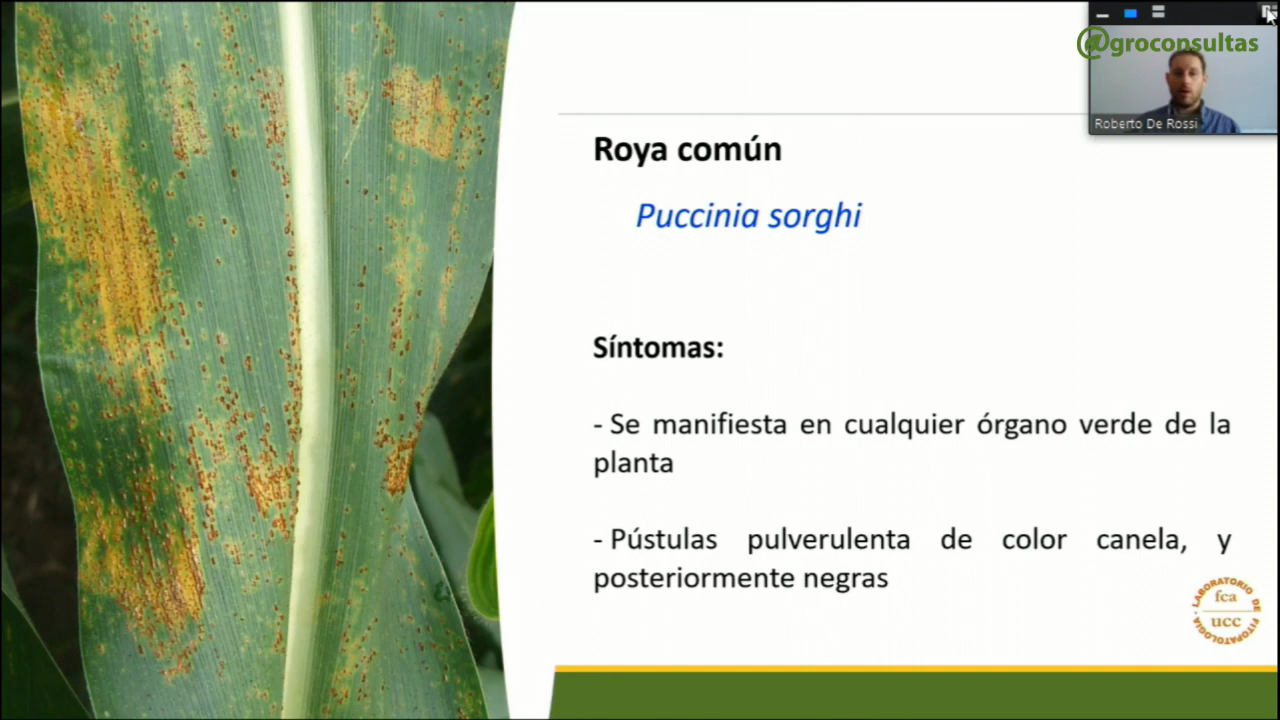 @groconsultas
Roberto De Rossi
Roya común
Puccinia sorghi
Síntomas:
- Se manifiesta en cualquier órgano verde de la
planta
- Pústulas pulverulenta de color canela, y
posteriormente negras
LABORATORIO DE FITOPATOLOGIA
fca
ucc